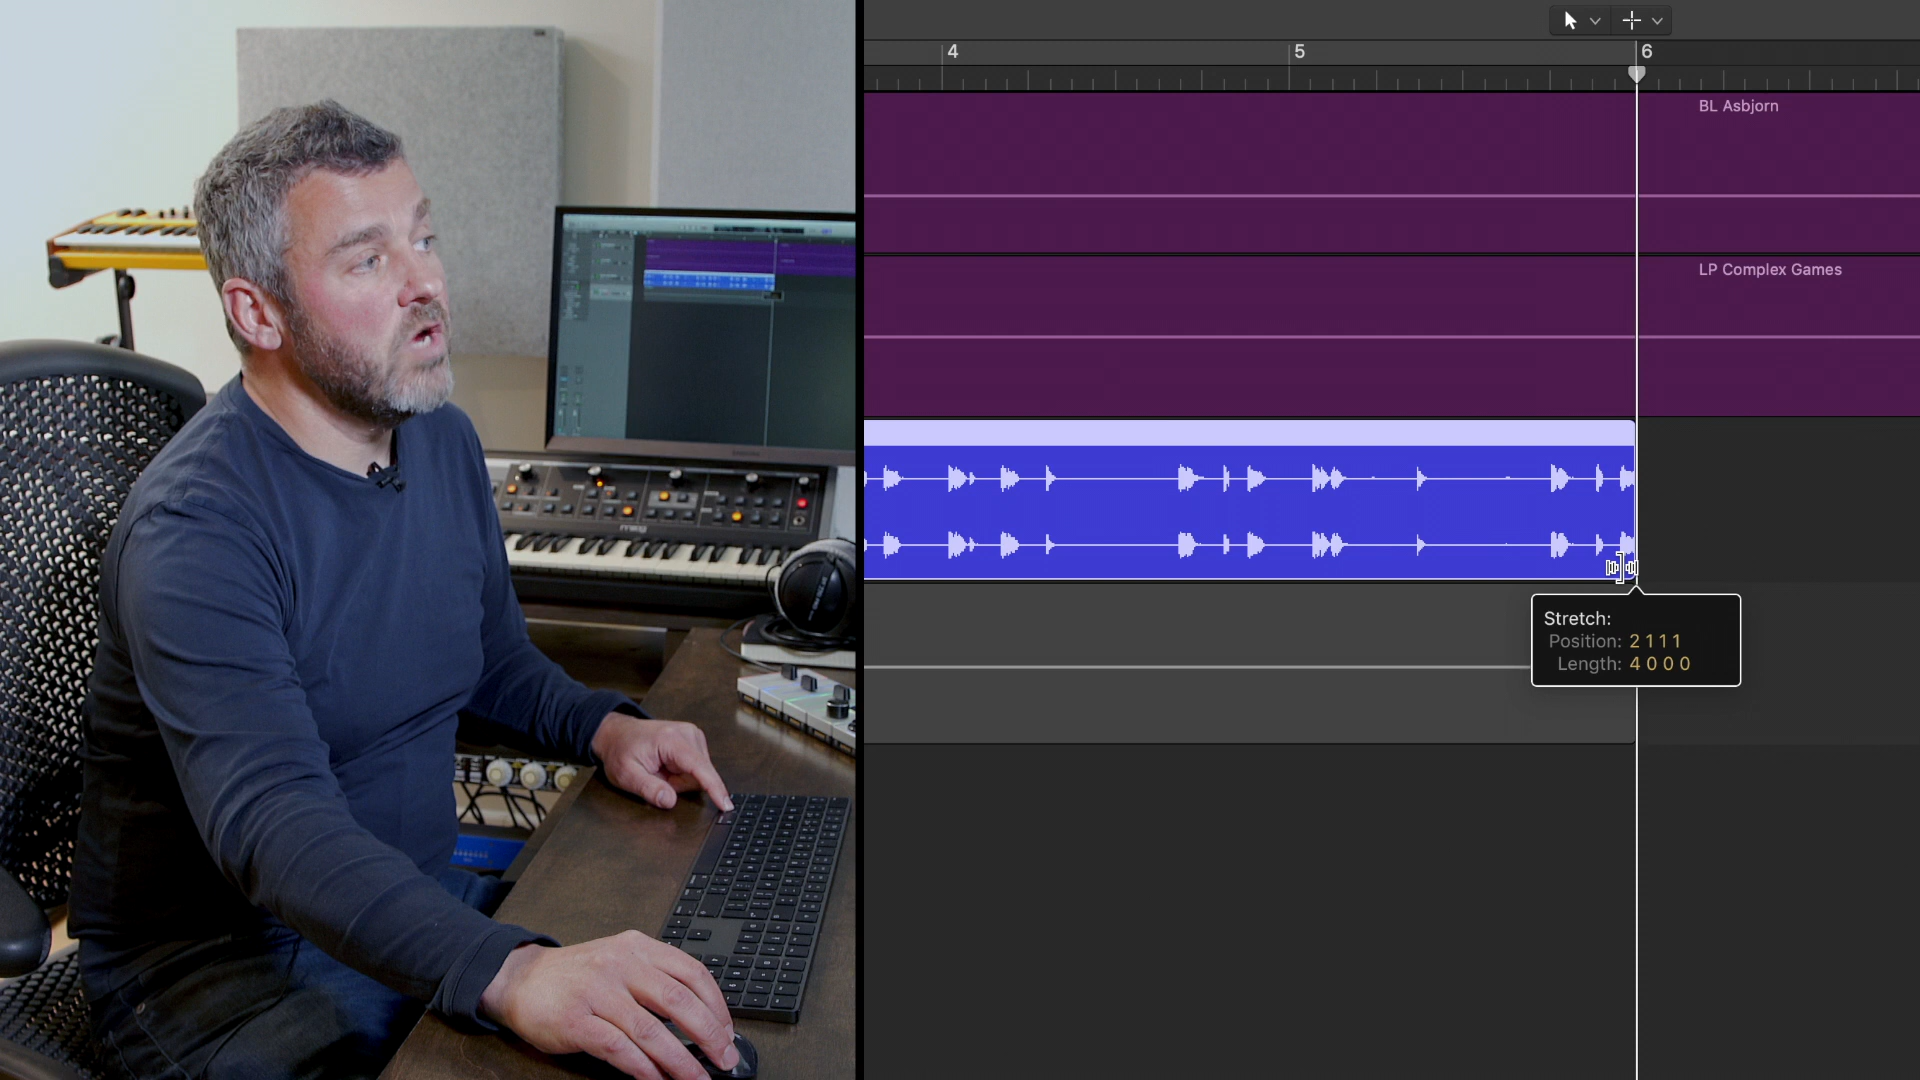 4
5
6
BL Asbjorn
LP Complex Games
Stretch:
Position: 2 1 1 1
Length: 4 0 0 0
moog